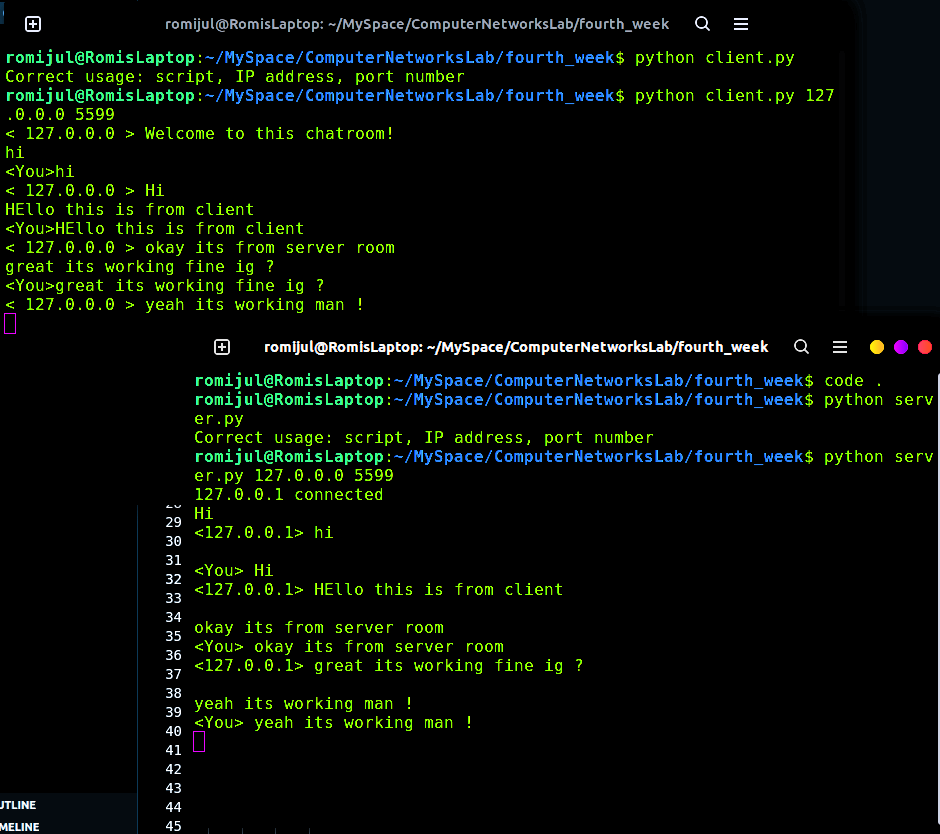 romijul@RomisLaptop: ~/MySpace/ComputerNetworksLab/fourth_week
romijul@RomisLaptop:~/MySpace/ComputerNetworksLab/fourth_week$ python client.py
Correct usage: script, IP address, port number
romijul@RomisLaptop:~/MySpace/ComputerNetworksLab/fourth_week$ python client.py 127
.0.0.0 5599
< 127.0.0.0 > Welcome to this chatroom!
hi
<You>hi
< 127.0.0.0 > Hi
HEllo this is from client
<You>HEllo this is from client
< 127.0.0.0 > okay its from server room
great its working fine ig ?
<You>great its working fine ig ?
< 127.0.0.0 > yeah its working man !
romijul@RomisLaptop: ~/MySpace/ComputerNetworksLab/fourth_week
romijul@RomisLaptop:~/MySpace/ComputerNetworksLab/fourth_week$ code .
romijul@RomisLaptop:~/MySpace/ComputerNetworksLab/fourth_week$ python serv
er.py
Correct usage: script, IP address, port number
romijul@RomisLaptop:~/MySpace/ComputerNetworksLab/fourth_week$ python serv
er.py 127.0.0.0 5599
127.0.0.1 connected
Hi
<127.0.0.1> hi
<You> Hi
<127.0.0.1> HEllo this is from client
okay its from server room
<You> okay its from server room
<127.0.0.1> great its working fine ig ?
yeah its working man !
<You> yeah its working man !
29
30
31
32
33
34
35
36
37
38
39
40
41
42
43
44
45
UTLINE
MELINE